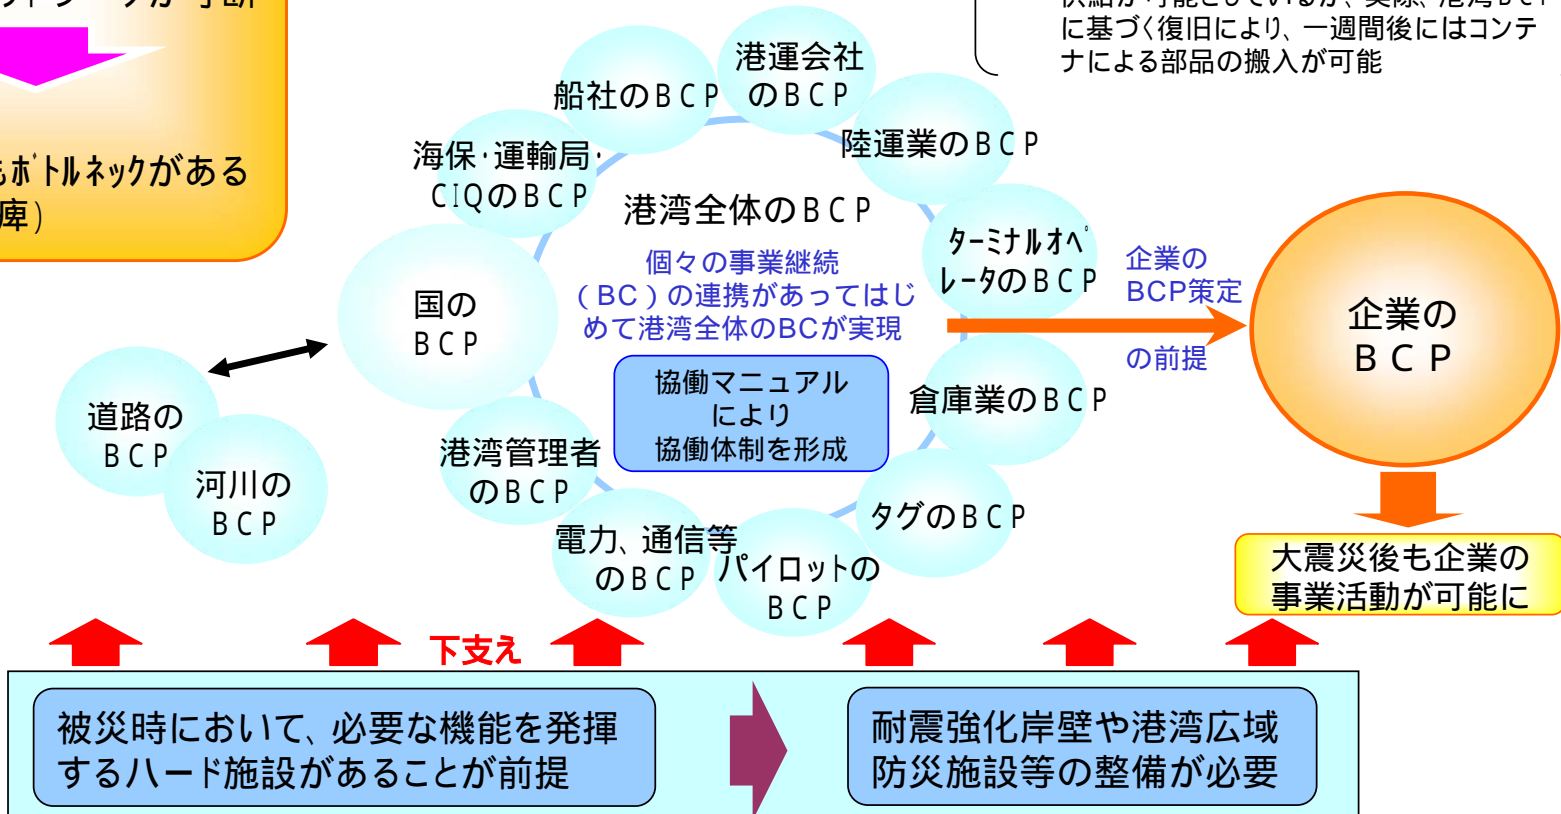 もボトルネックがある
痺)
に基づく復旧により、一週間後にはコンテ
ナによる部品の搬入が可能
港運会社
のBCP
船社のBCP
陸運業のBCP
海保・運輸局・
CIQのBCP
港湾全体のBCP
ターミナルオペ
レータのBCP
個々の事業継続
(BC)の連携があってはじ
めて港湾全体のBCが実現
国の
BCP
企業の
BCP策定
の前提
企業の
BCP
協働マニュアル
により
協働体制を形成
倉庫業のBCP
道路の
BCP
河川の
BCP
港湾管理者
のBCP
タグのBCP
電力、通信等
のBCP
パイロットの
BCP
大震災後も企業の
事業活動が可能に
下支え
被災時において、必要な機能を発揮
するハード施設があることが前提
耐震強化岸壁や港湾広域
防災施設等の整備が必要